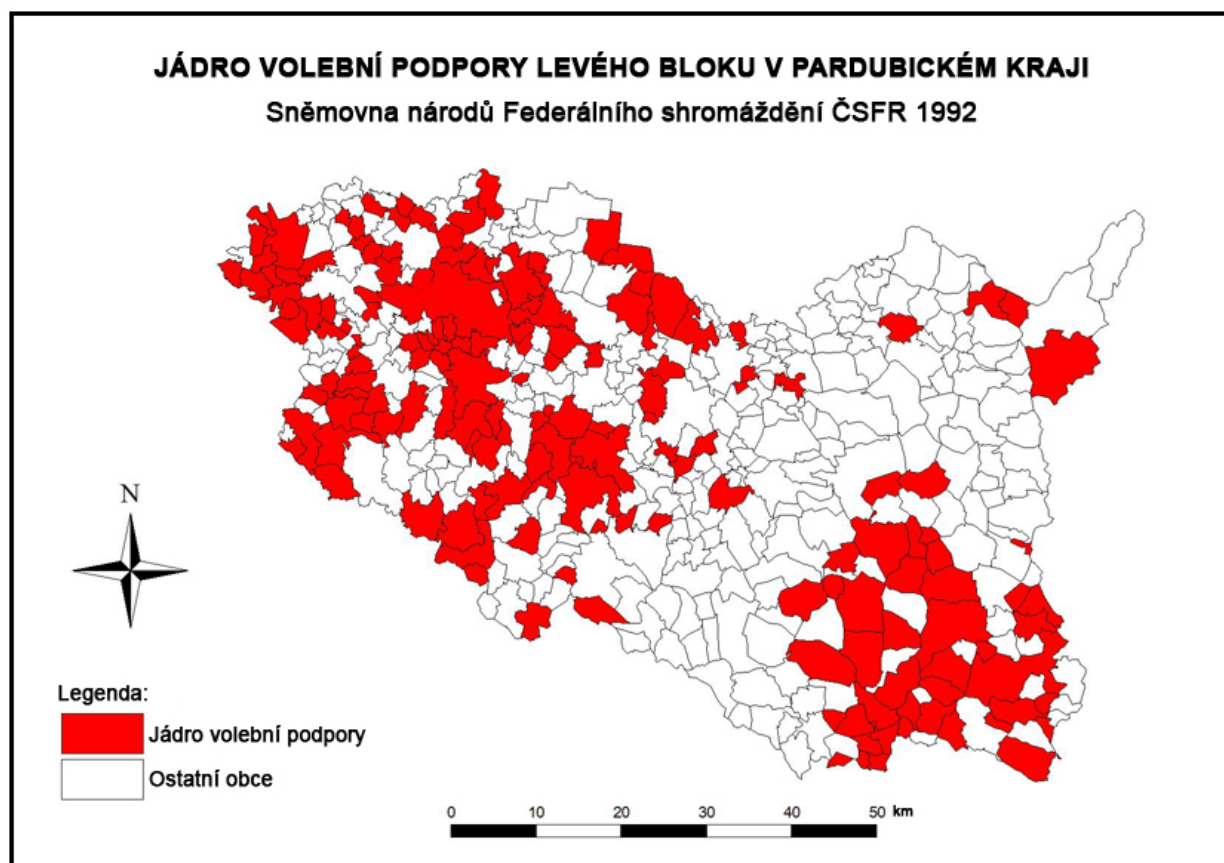 JÁDRO VOLEBNÍ PODPORY LEVÉHO BLOKU V PARDUBICKÉM KRAJI
Sněmovna národů Federálního shromáždění ČSFR 1992
N
Legenda:
Jádro volební podpory
Ostatní obce
0 10 20 30 40 50 km